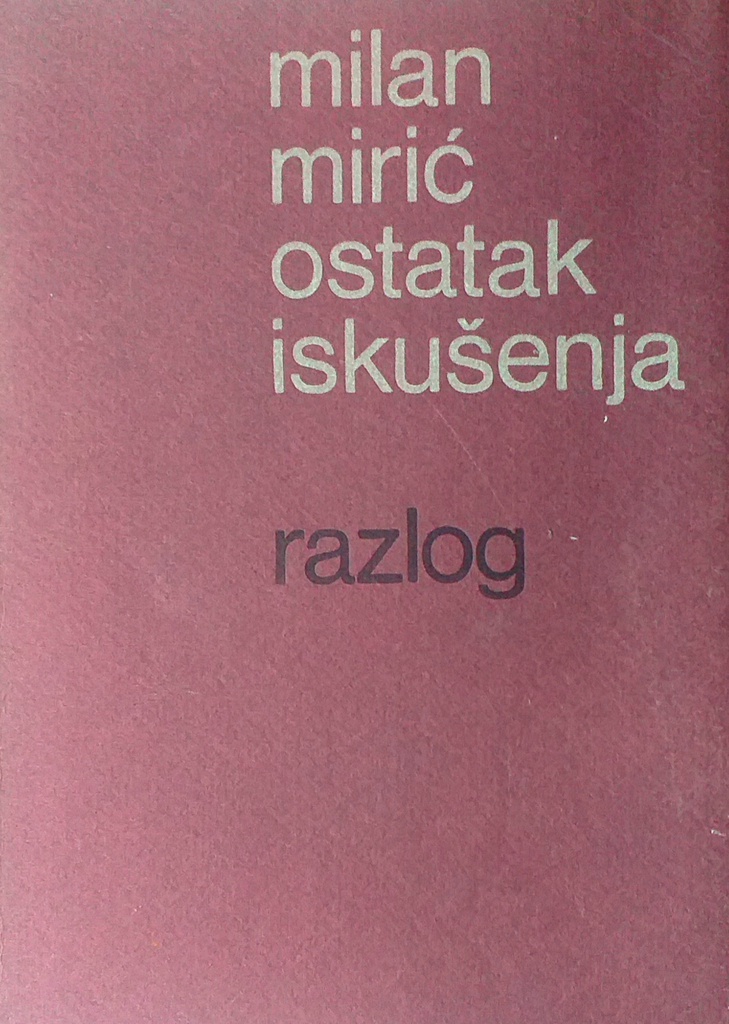 milan
mirić
ostatak
iskušenja
razlog